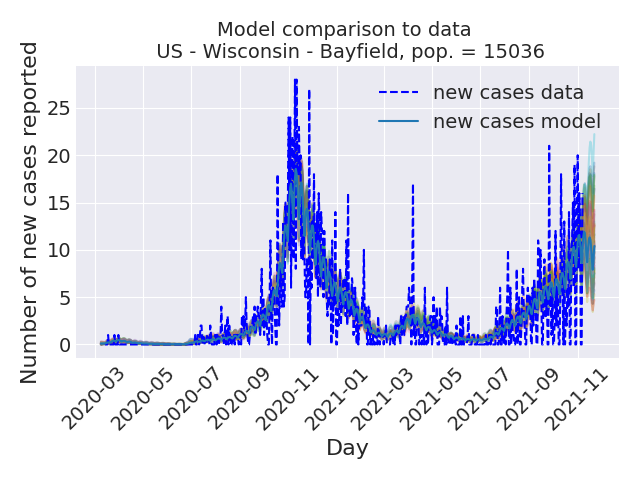 Model comparison to data
US - Wisconsin - Bayfield, pop. = 15036
new cases data
new cases model
Number of new cases reported
25
20
15
10
5
0
2020-03
2020-05
2020-07
2020-09
2020-11
2021-01
2021-03
2021-05
2021-07
2021-09
2021-11
Day